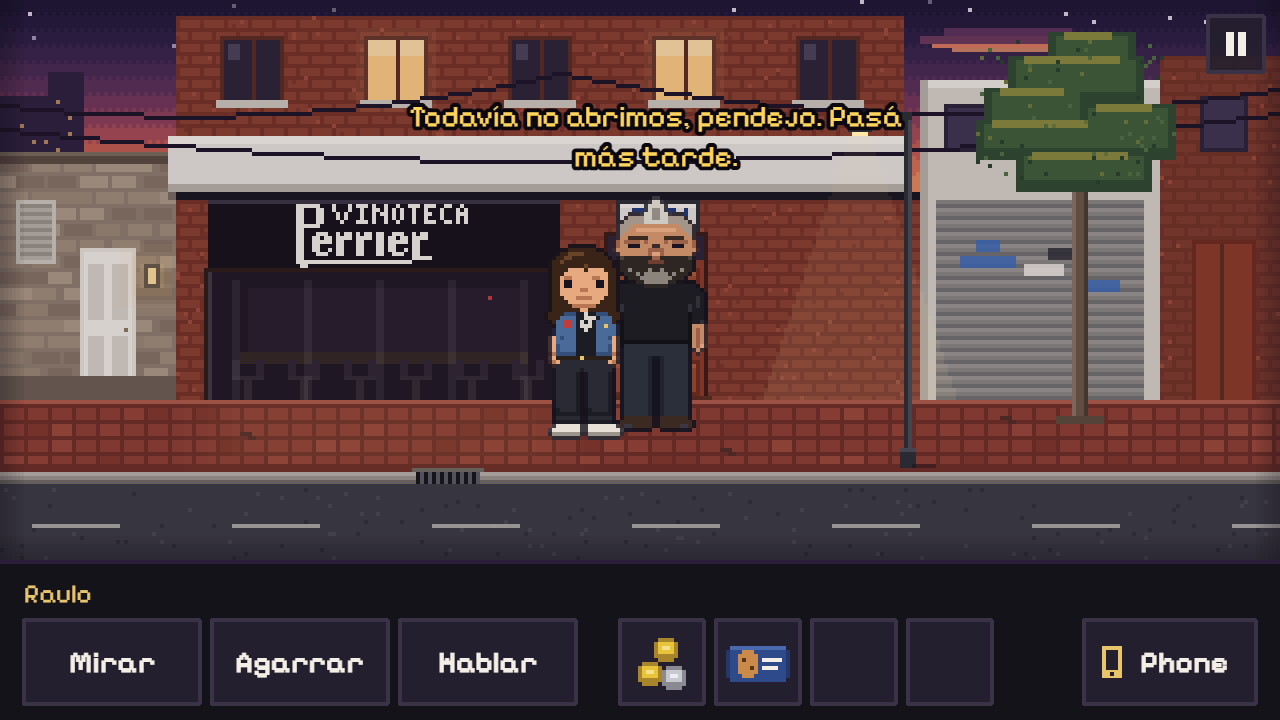 Todavía no abrimos, pendejo. Pasá
más tarde.
VINOTECA
Perrier
Raulo
Mirar
Agarrar
Hablar
Phone